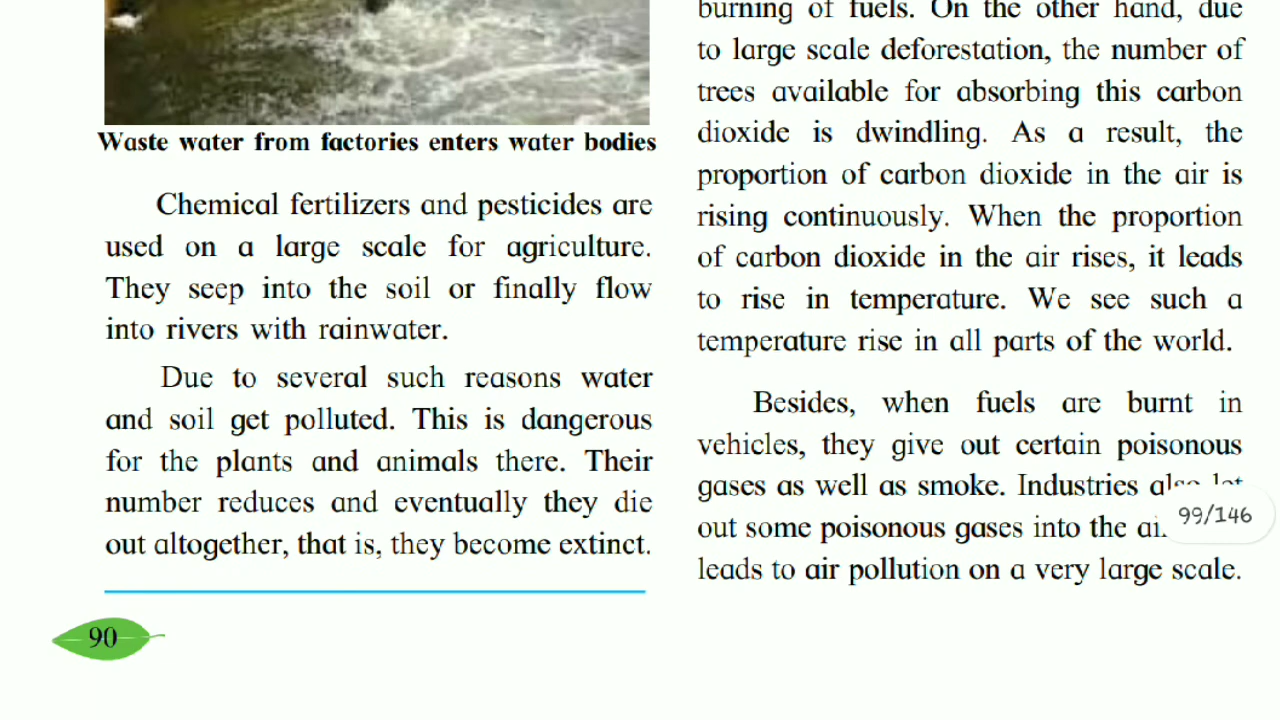 Waste water from factories enters water bodies
Chemical fertilizers and pesticides are
used on a large scale for agriculture.
They seep into the soil or finally flow
into rivers with rainwater.
Due to several such reasons water
and soil get polluted. This is dangerous
for the plants and animals there. Their
number reduces and eventually they die
out altogether, that is, they become extinct.
90
burning of fuels. On the other hand, due
to large scale deforestation, the number of
trees available for absorbing this carbon
dioxide is dwindling. As a result, the
proportion of carbon dioxide in the air is
rising continuously. When the proportion
of carbon dioxide in the air rises, it leads
to rise in temperature. We see such a
temperature rise in all parts of the world.
Besides, when fuels are burnt in
vehicles, they give out certain poisonous
gases as well as smoke. Industries also let
out some poisonous gases into the
leads to air pollution on a very large scale.
99/146